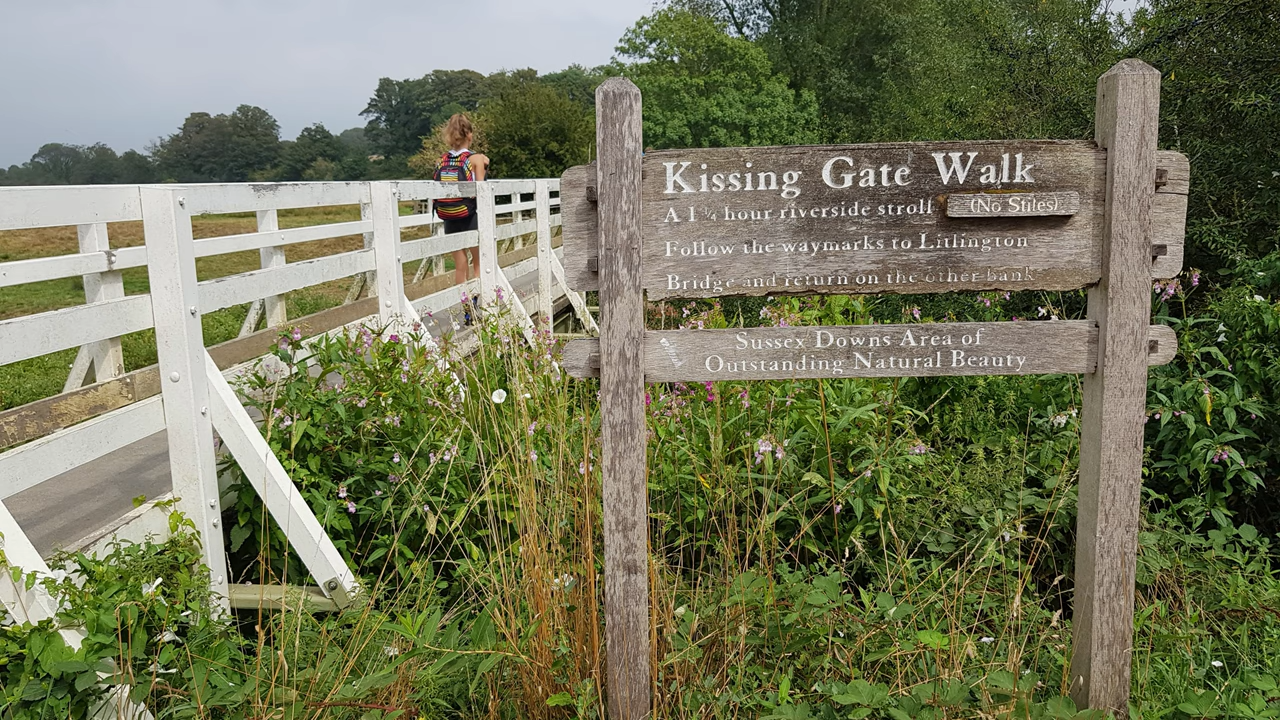 Kissing Gate Walk
A 1 ¼ hour riverside stroll (No Stiles)
Follow the waymarks to Litlington
Bridge and return on the other bank
Sussex Downs Area of
Outstanding Natural Beauty